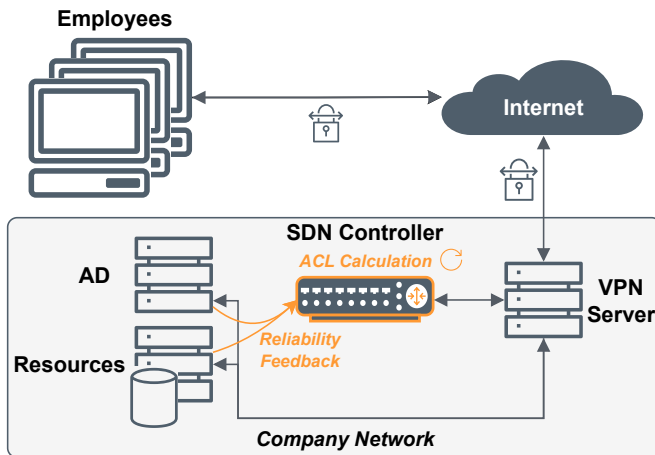 Employees
Internet
SDN Controller
ACL Calculation
AD
VPN
Server
Reliability
Feedback
Resources
Company Network